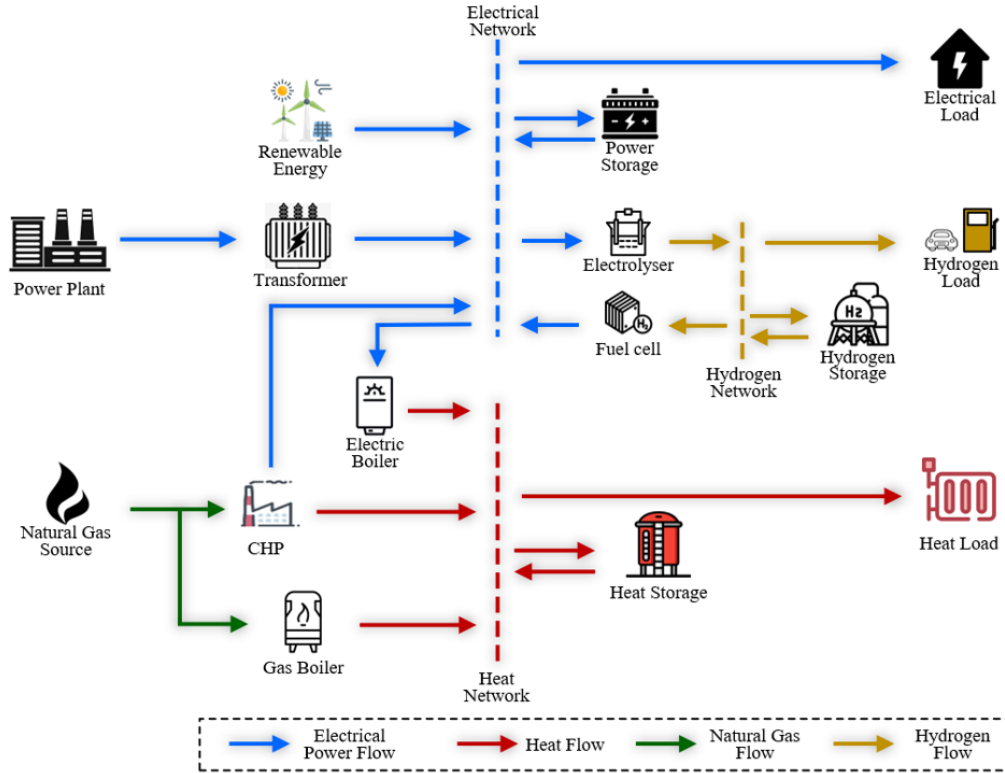 Electrical
Network
Electrical
Load
Renewable
Energy
Power
Storage
Power Plant
Transformer
Electrolyser
Hydrogen
Load
Fuel cell
H₂
H2
Hydrogen
Storage
Hydrogen Network
Electric
Boiler
Natural Gas
Source
CHP
Heat Load
Heat Storage
Gas Boiler
Heat
Network
Electrical
Power Flow
Heat Flow
Natural Gas
Flow
Hydrogen
Flow